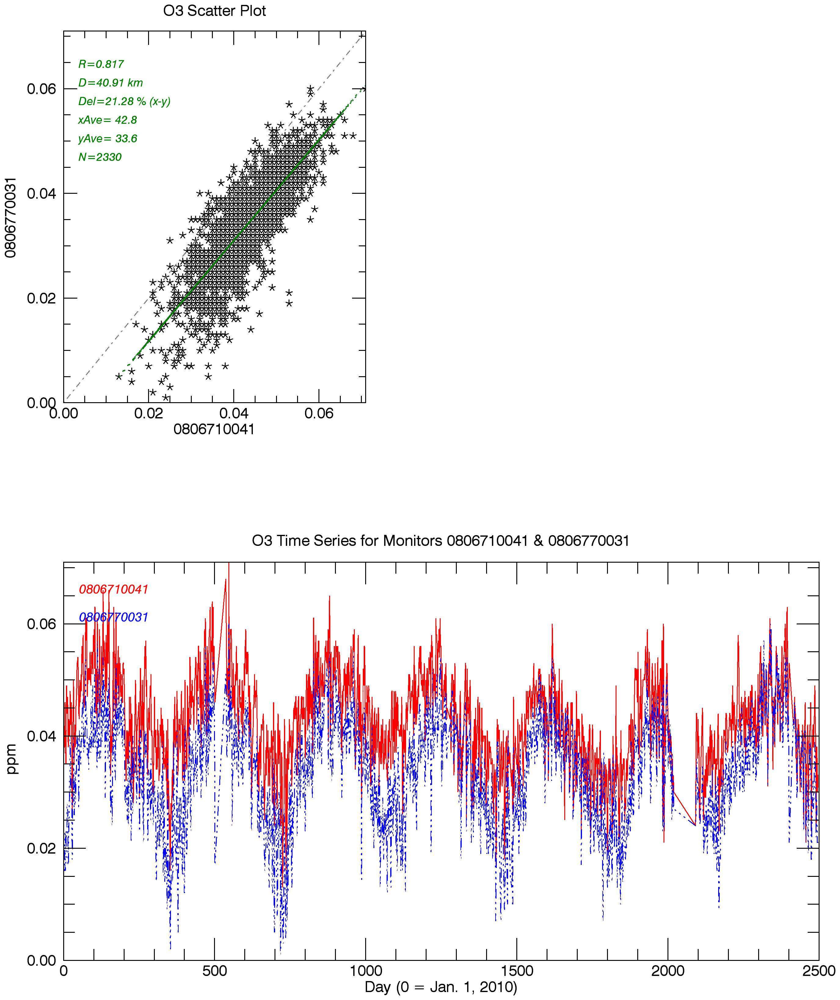 O3 Scatter Plot
R=0.817
D=40.91 km
Del=21.28 % (x-y)
xAve= 42.8
yAve= 33.6
N=2330
0.06
0.04
0.02
0.00
0806770031
0.00 0.02 0.04 0.06
0806710041
O3 Time Series for Monitors 0806710041 & 0806770031
0806710041
0806770031
0.06
0.04
0.02
0.00
ppm
0 500 1000 1500 2000 2500
Day (0 = Jan. 1, 2010)